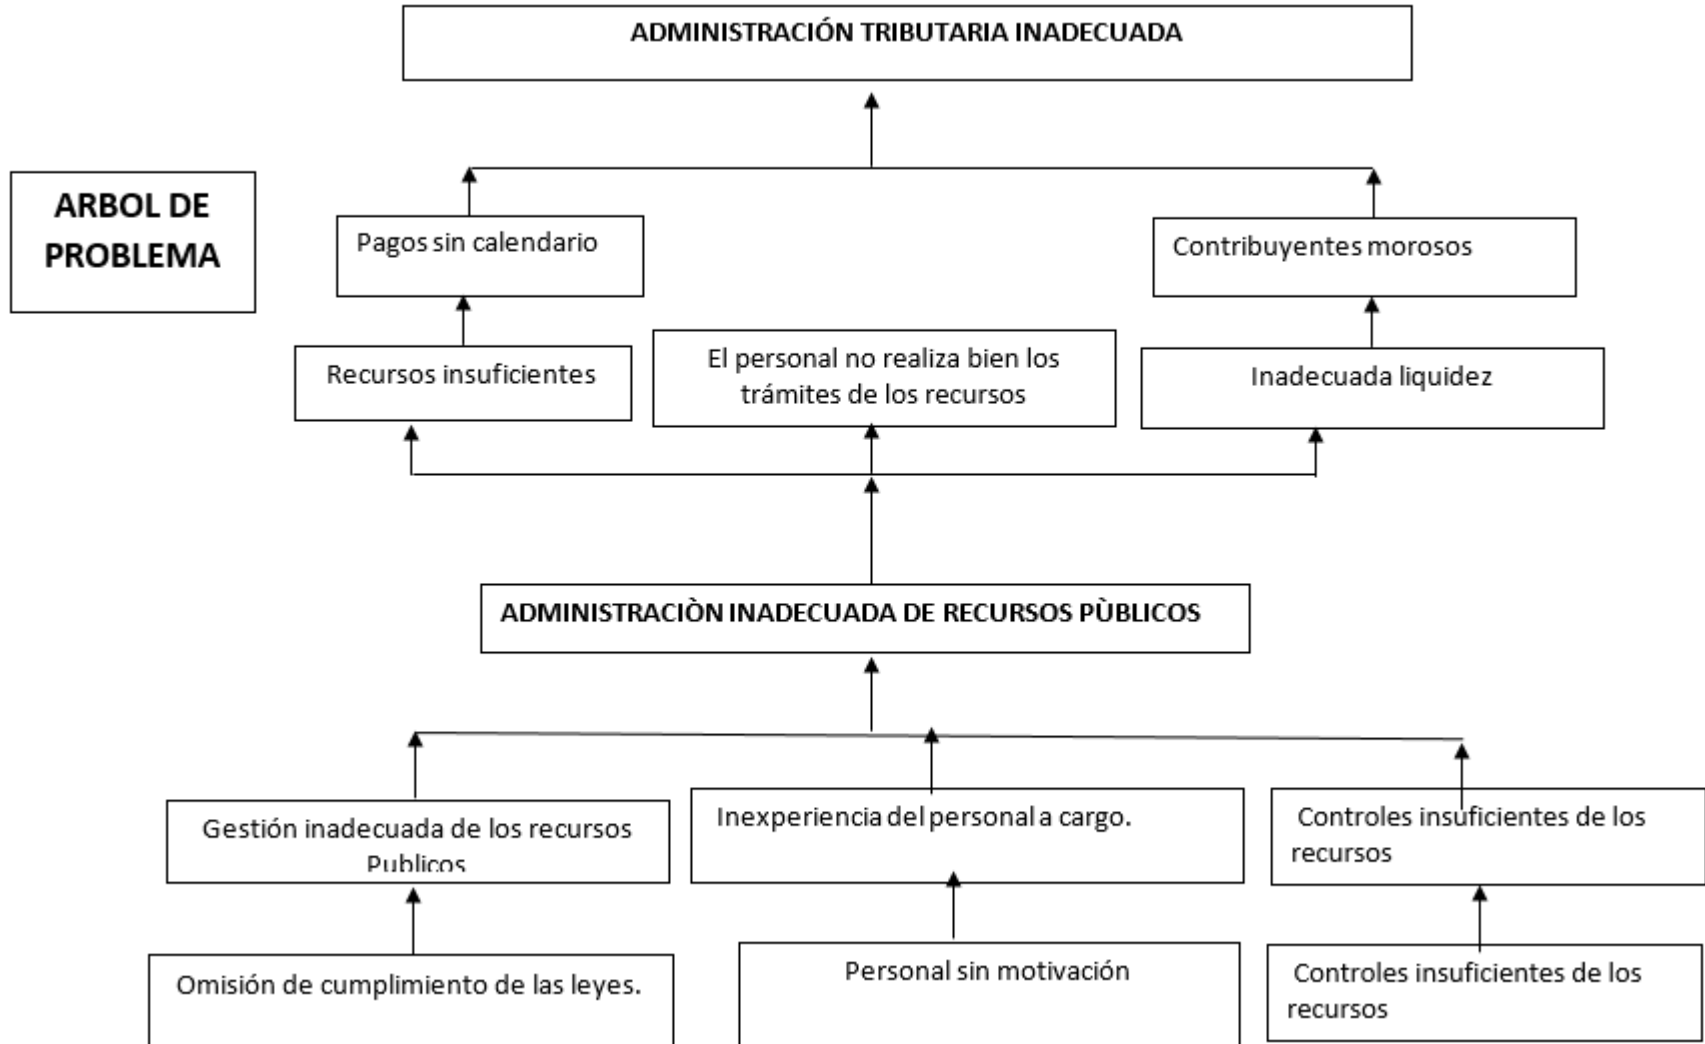 ADMINISTRACIÓN TRIBUTARIA INADECUADA
ARBOL DE
PROBLEMA
Pagos sin calendario
Contribuyentes morosos
Recursos insuficientes
El personal no realiza bien los
trámites de los recursos
Inadecuada liquidez
ADMINISTRACIÒN INADECUADA DE RECURSOS PÙBLICOS
Gestión inadecuada de los recursos
Publicos
Inexperiencia del personal a cargo.
Controles insuficientes de los
recursos
Omisión de cumplimiento de las leyes.
Personal sin motivación
Controles insuficientes de los
recursos